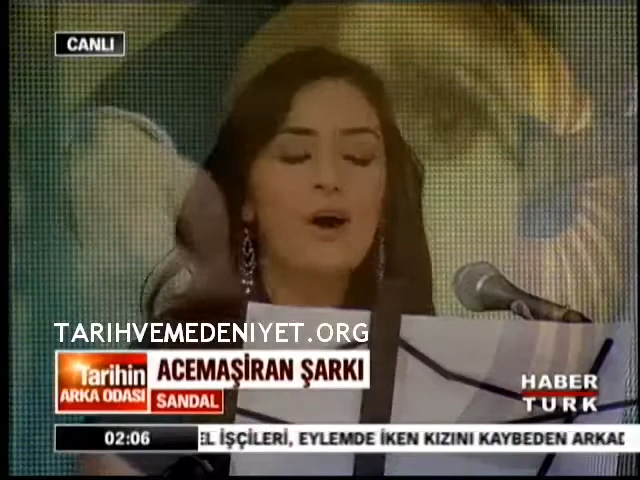 CANLI
TARIHVEMEDENIYET.ORG
Tarihin
ARKA ODASI
ACEMAŞİRAN ŞARKI
SANDAL
HABER
TURK
02:06
EL İŞÇİLERİ, EYLEMDE İKEN KIZINI KAYBEDEN ARKAD